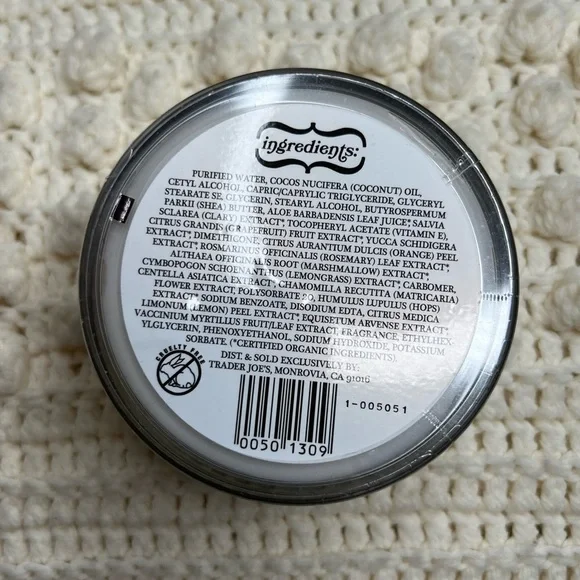 ingredients:
PURIFIED WATER, COCOS NUCIFERA (COCONUT) OIL,
CETYL ALCOHOL, CAPRIC/CAPRYLIC TRIGLYCERIDE, GLYCERYL
STEARATE SE, GLYCERIN, STEARYL ALCOHOL, BUTYROSPERMUM
PARKII (SHEA) BUTTER, ALOE BARBADENSIS LEAF JUICE*, SALVIA
SCLAREA (CLARY) EXTRACT*, TOCOPHERYL ACETATE (VITAMIN E),
CITRUS GRANDIS (GRAPEFRUIT) FRUIT EXTRACT*, YUCCA SCHIDIGERA
EXTRACT*, DIMETHICONE, CITRUS AURANTIUM DULCIS (ORANGE) PEEL
EXTRACT*, ROSMARINUS OFFICINALIS (ROSEMARY) LEAF EXTRACT*,
ALTHAEA OFFICINALIS ROOT (MARSHMALLOW) EXTRACT*,
CYMBOPOGON SCHOENANTHUS (LEMONGRASS) EXTRACT*, CARBOMER,
CENTELLA ASIATICA EXTRACT*, CHAMOMILLA RECUTITA (MATRICARIA)
FLOWER EXTRACT*, POLYSORBATE 20, HUMULUS LUPULUS (HOPS)
EXTRACT*, SODIUM BENZOATE, DISODIUM EDTA, CITRUS MEDICA
LIMONUM (LEMON) PEEL EXTRACT*, EQUISETUM ARVENSE EXTRACT*,
VACCINIUM MYRTILLUS FRUIT/LEAF EXTRACT, FRAGRANCE, ETHYLHEX-
YLGLYCERIN, PHENOXYETHANOL, SODIUM HYDROXIDE, POTASSIUM
SORBATE. (*CERTIFIED ORGANIC INGREDIENTS).
DIST. & SOLD EXCLUSIVELY BY:
TRADER JOE'S, MONROVIA, CA 91016
CRUELTY FREE
1-005051
0050 1309